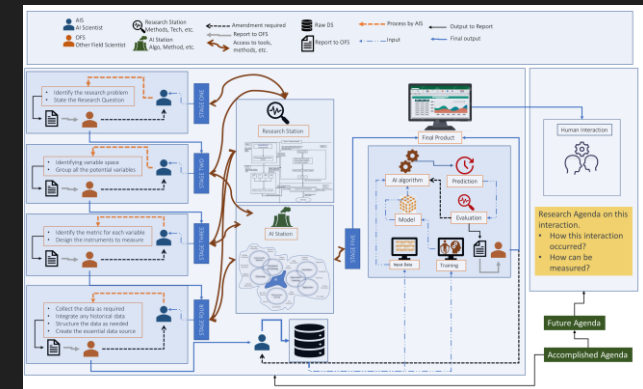 AIS
AI Scientist
OFS
Other Field Scientist
Research Station
Methods, Tech, etc.
AI Station
Algo, Method, etc.
Amendment required
Report to OFS
Access to tools,
methods, etc.
Raw DS
Report to OFS
Process by AIS
Input
Output to Report
Final output
• Identify the research problem
• State the Research Question
STAGE ONE
• Identifying variable space
• Group all the potential variables
STAGE TWO
• Identify the metric for each variable
• Design the instruments to measure
STAGE THREE
• Collect the data as required
• Integrate any historical data
• Structure the data as needed
• Create the essential data source
STAGE FOUR
Research Station
AI Station
STAGE FIVE
Final Product
AI algorithm
Prediction
Model
Evaluation
Input Data
Training
Human Interaction
Research Agenda on this
interaction.
• How this interaction
occurred?
• How can be
measured?
Future Agenda
Accomplished Agenda